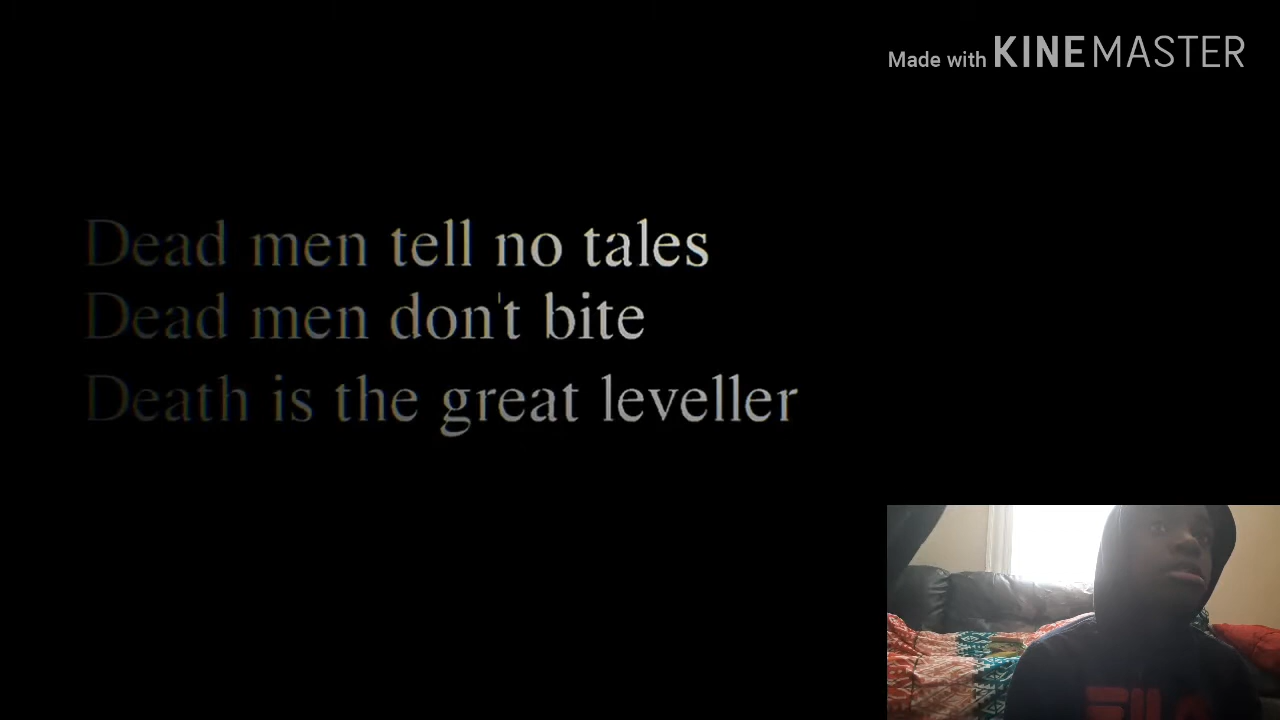 Made with KINEMASTER
Dead men tell no tales
Dead men don't bite
Death is the great leveller
FILA